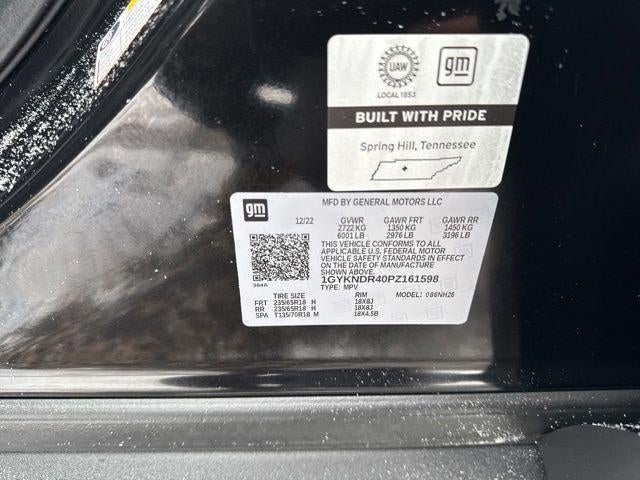 UAW
gm
LOCAL 1853
BUILT WITH PRIDE
Spring Hill, Tennessee
gm
MFD BY GENERAL MOTORS LLC
12/22 GVWR GAWR FRT GAWR RR
2722 KG 1350 KG 1450 KG
6001 LB 2976 LB 3196 LB
THIS VEHICLE CONFORMS TO ALL
APPLICABLE U.S. FEDERAL MOTOR
VEHICLE SAFETY STANDARDS IN EFFECT
ON THE DATE OF MANUFACTURE
SHOWN ABOVE.
384A
1GYKNDR40PZ161598
TYPE: MPV
TIRE SIZE RIM MODEL: 086NH26
FRT 235/65R18 H 18X8J
RR 235/65R18 H 18X8J
SPA T135/70R18 M 18X4.5B